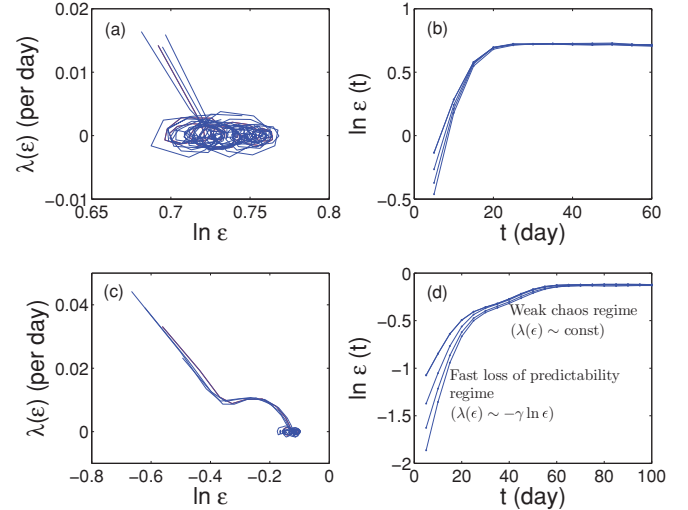 (a)
λ(ε) (per day)
0.02
0.01
0
−0.01
0.65
0.7
0.75
0.8
ln ε
(b)
ln ε (t)
1
0.5
0
−0.5
0
20
40
60
t (day)
(c)
λ(ε) (per day)
0.04
0.02
0
−0.8
−0.6
−0.4
−0.2
0
ln ε
(d)
ln ε (t)
0
−0.5
−1
−1.5
−2
0
20
40
60
80
100
t (day)
Weak chaos regime
(λ(ϵ) ∼ const)
Fast loss of predictability
regime
(λ(ϵ) ∼ −γ ln ϵ)